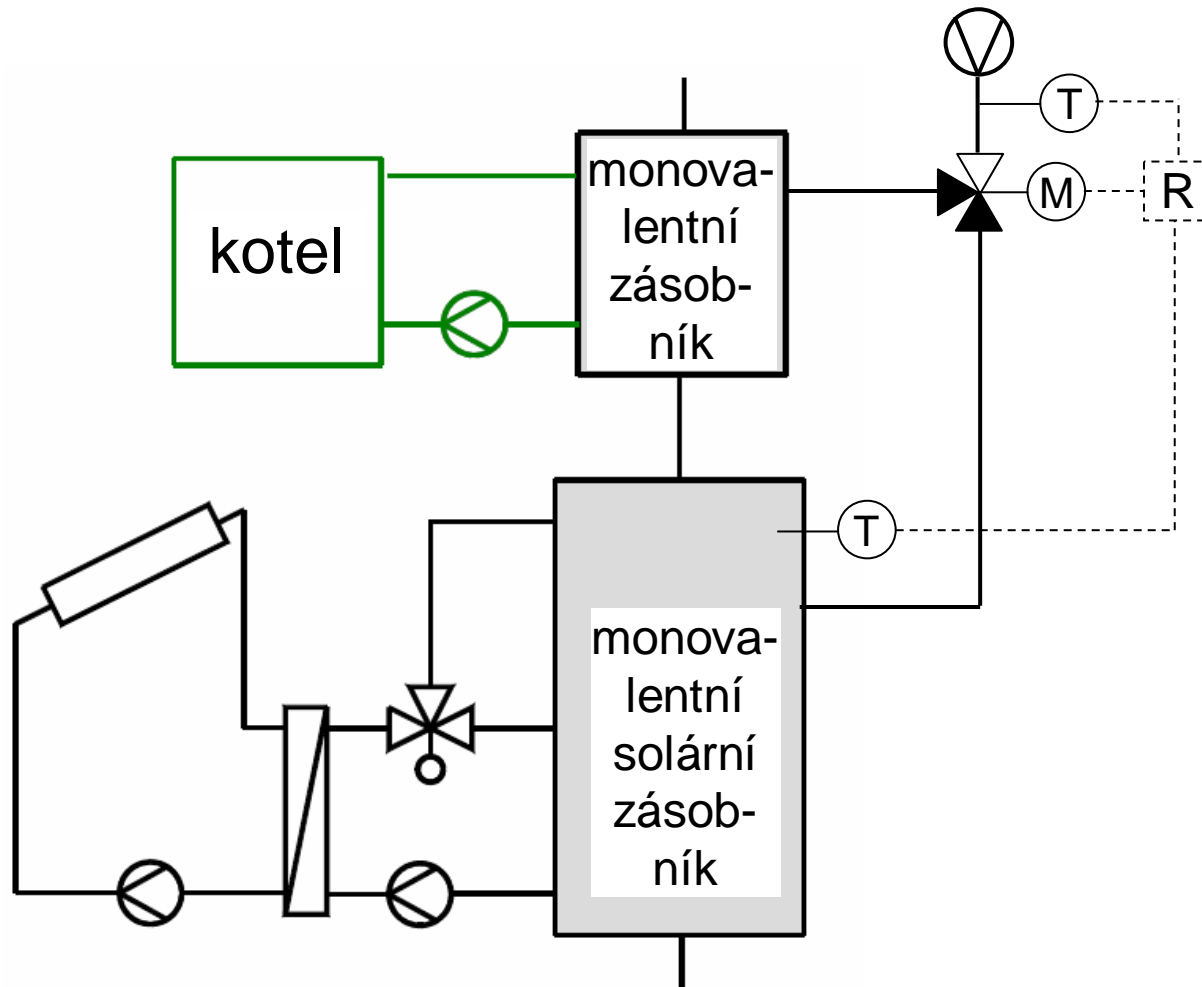 T
kotel
monova-
lentní
zásob-
ník
M
R
T
monova-
lentní
solární
zásob-
ník